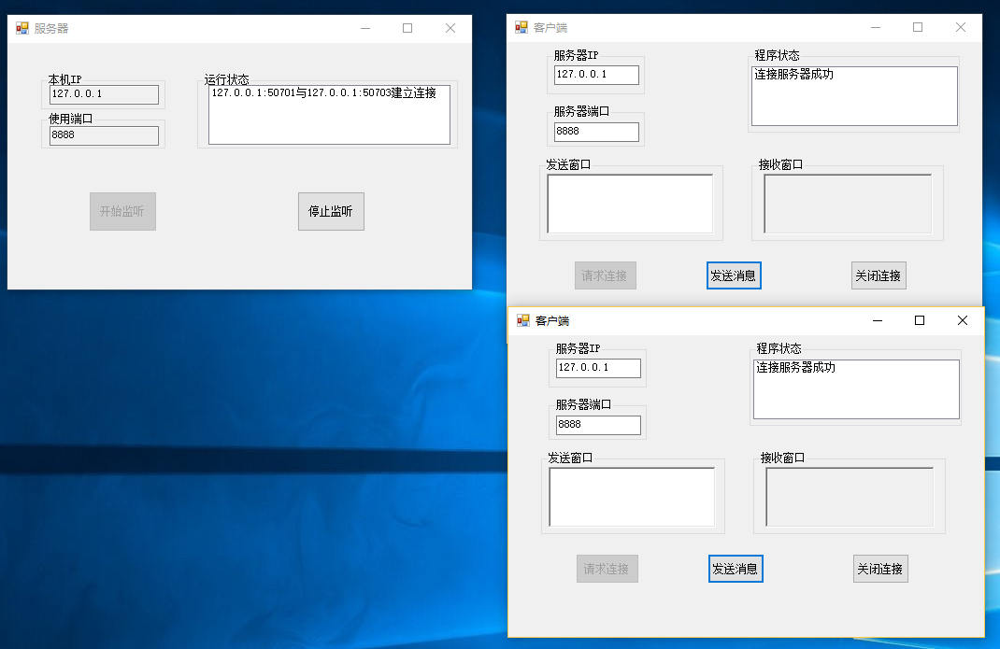 服务器
本机IP
127.0.0.1
使用端口
8888
运行状态
127.0.0.1:50701与127.0.0.1:50703建立连接
开始监听
停止监听
客户端
服务器IP
127.0.0.1
服务器端口
8888
程序状态
连接服务器成功
发送窗口
接收窗口
请求连接
发送消息
关闭连接
客户端
服务器IP
127.0.0.1
服务器端口
8888
程序状态
连接服务器成功
发送窗口
接收窗口
请求连接
发送消息
关闭连接